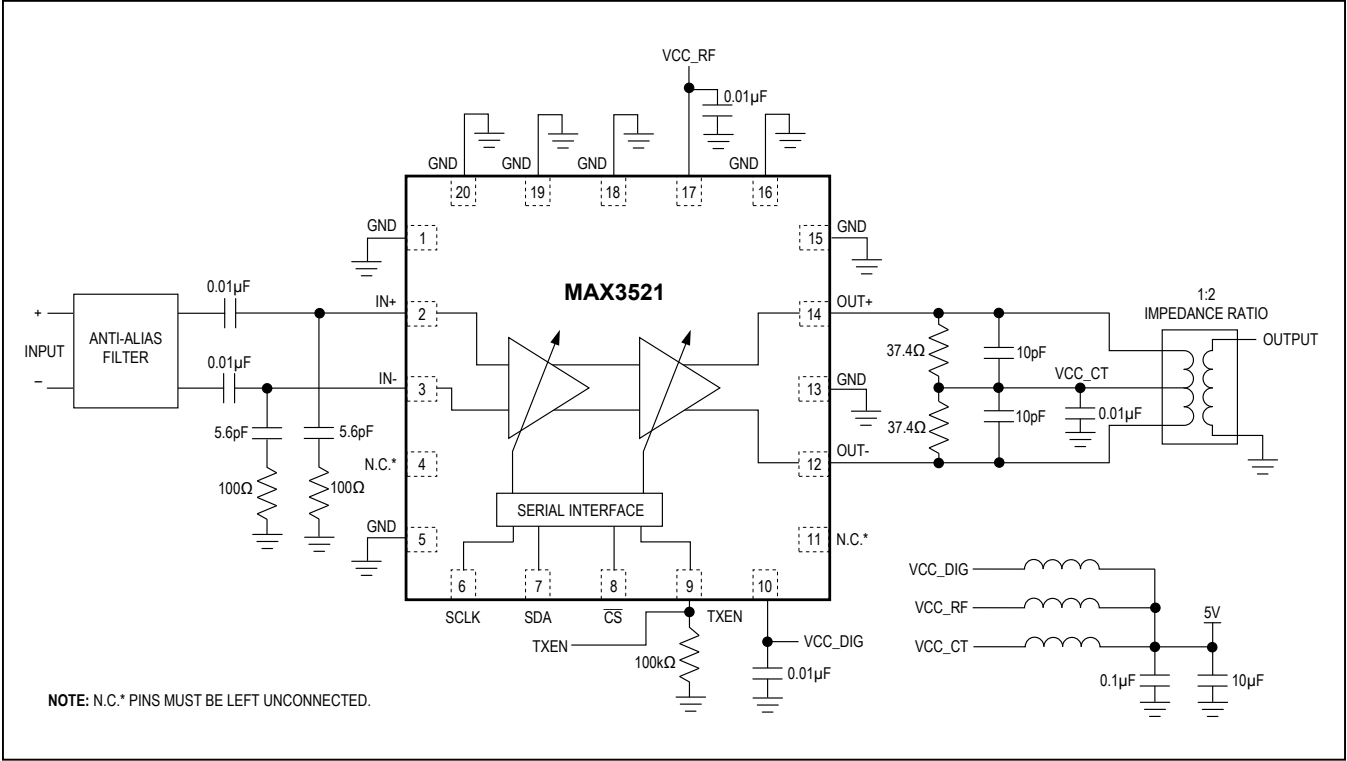 VCC_RF
0.01µF
GND
GND
GND
GND
20
19
18
17
16
GND
1
15
GND
0.01µF
MAX3521
1:2
IMPEDANCE RATIO
IN+
2
14
OUT+
+
INPUT
−
ANTI-ALIAS
FILTER
OUTPUT
37.4Ω
10pF
0.01µF
IN-
3
13
GND
VCC_CT
0.01µF
37.4Ω
10pF
5.6pF
5.6pF
N.C.*
4
12
OUT-
100Ω
100Ω
SERIAL INTERFACE
GND
5
11
N.C.*
6
7
8
9
10
SCLK
SDA
CS
TXEN
TXEN
100kΩ
VCC_DIG
0.01µF
VCC_DIG
VCC_RF
5V
VCC_CT
0.1µF
10µF
NOTE: N.C.* PINS MUST BE LEFT UNCONNECTED.